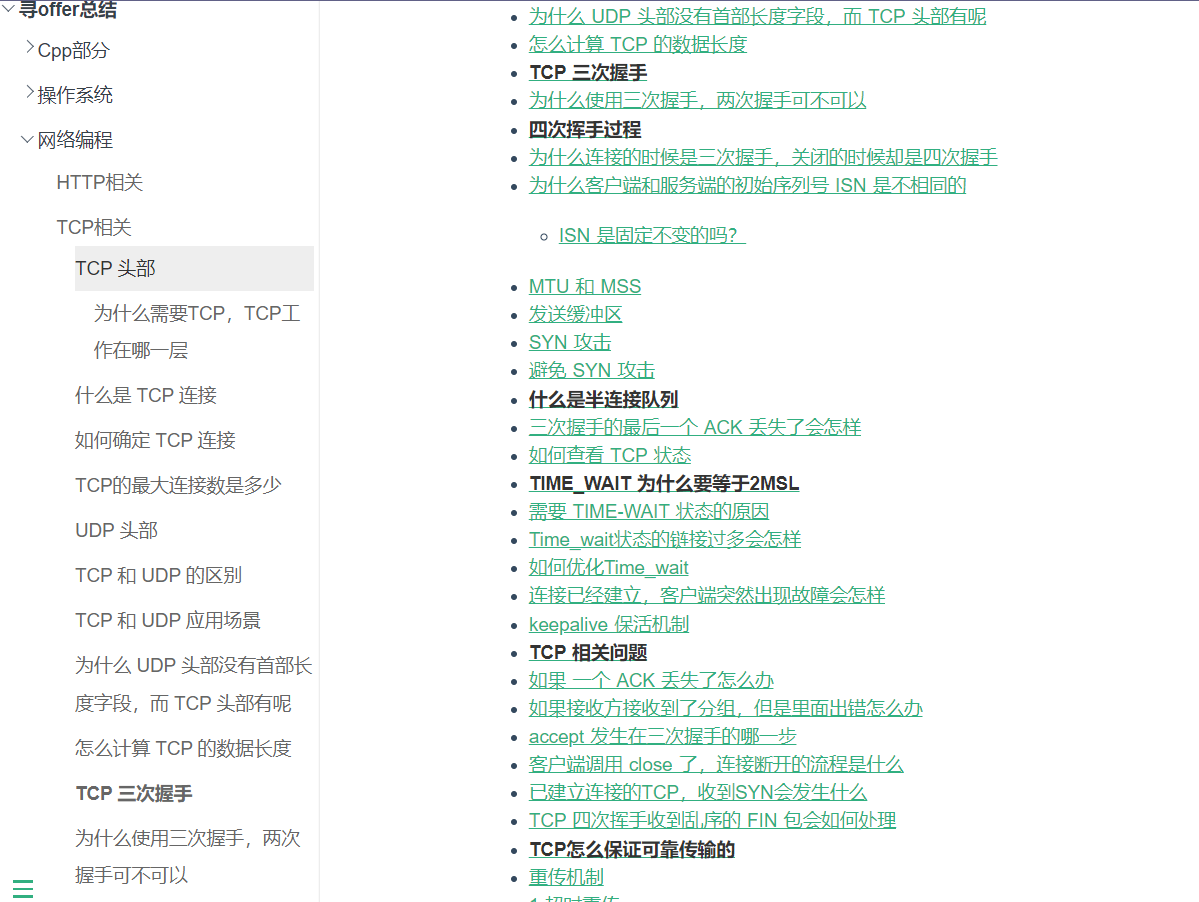 寻offer总结
Cpp部分
操作系统
网络编程
HTTP相关
TCP相关
TCP 头部
为什么需要TCP，TCP工
作在哪一层
什么是 TCP 连接
如何确定 TCP 连接
TCP的最大连接数是多少
UDP 头部
TCP 和 UDP 的区别
TCP 和 UDP 应用场景
为什么 UDP 头部没有首部长
度字段，而 TCP 头部有呢
怎么计算 TCP 的数据长度
TCP 三次握手
为什么使用三次握手，两次
握手可不可以
为什么 UDP 头部没有首部长度字段，而 TCP 头部有呢
怎么计算 TCP 的数据长度
TCP 三次握手
为什么使用三次握手，两次握手可不可以
四次挥手过程
为什么连接的时候是三次握手，关闭的时候却是四次握手
为什么客户端和服务端的初始序列号 ISN 是不相同的
ISN 是固定不变的吗？
MTU 和 MSS
发送缓冲区
SYN 攻击
避免 SYN 攻击
什么是半连接队列
三次握手的最后一个 ACK 丢失了会怎样
如何查看 TCP 状态
TIME_WAIT 为什么要等于2MSL
需要 TIME-WAIT 状态的原因
Time_wait状态的链接过多会怎样
如何优化Time_wait
连接已经建立，客户端突然出现故障会怎样
keepalive 保活机制
TCP 相关问题
如果 一个 ACK 丢失了怎么办
如果接收方接收到了分组，但是里面出错怎么办
accept 发生在三次握手的哪一步
客户端调用 close 了，连接断开的流程是什么
已建立连接的TCP，收到SYN会发生什么
TCP 四次挥手收到乱序的 FIN 包会如何处理
TCP怎么保证可靠传输的
重传机制